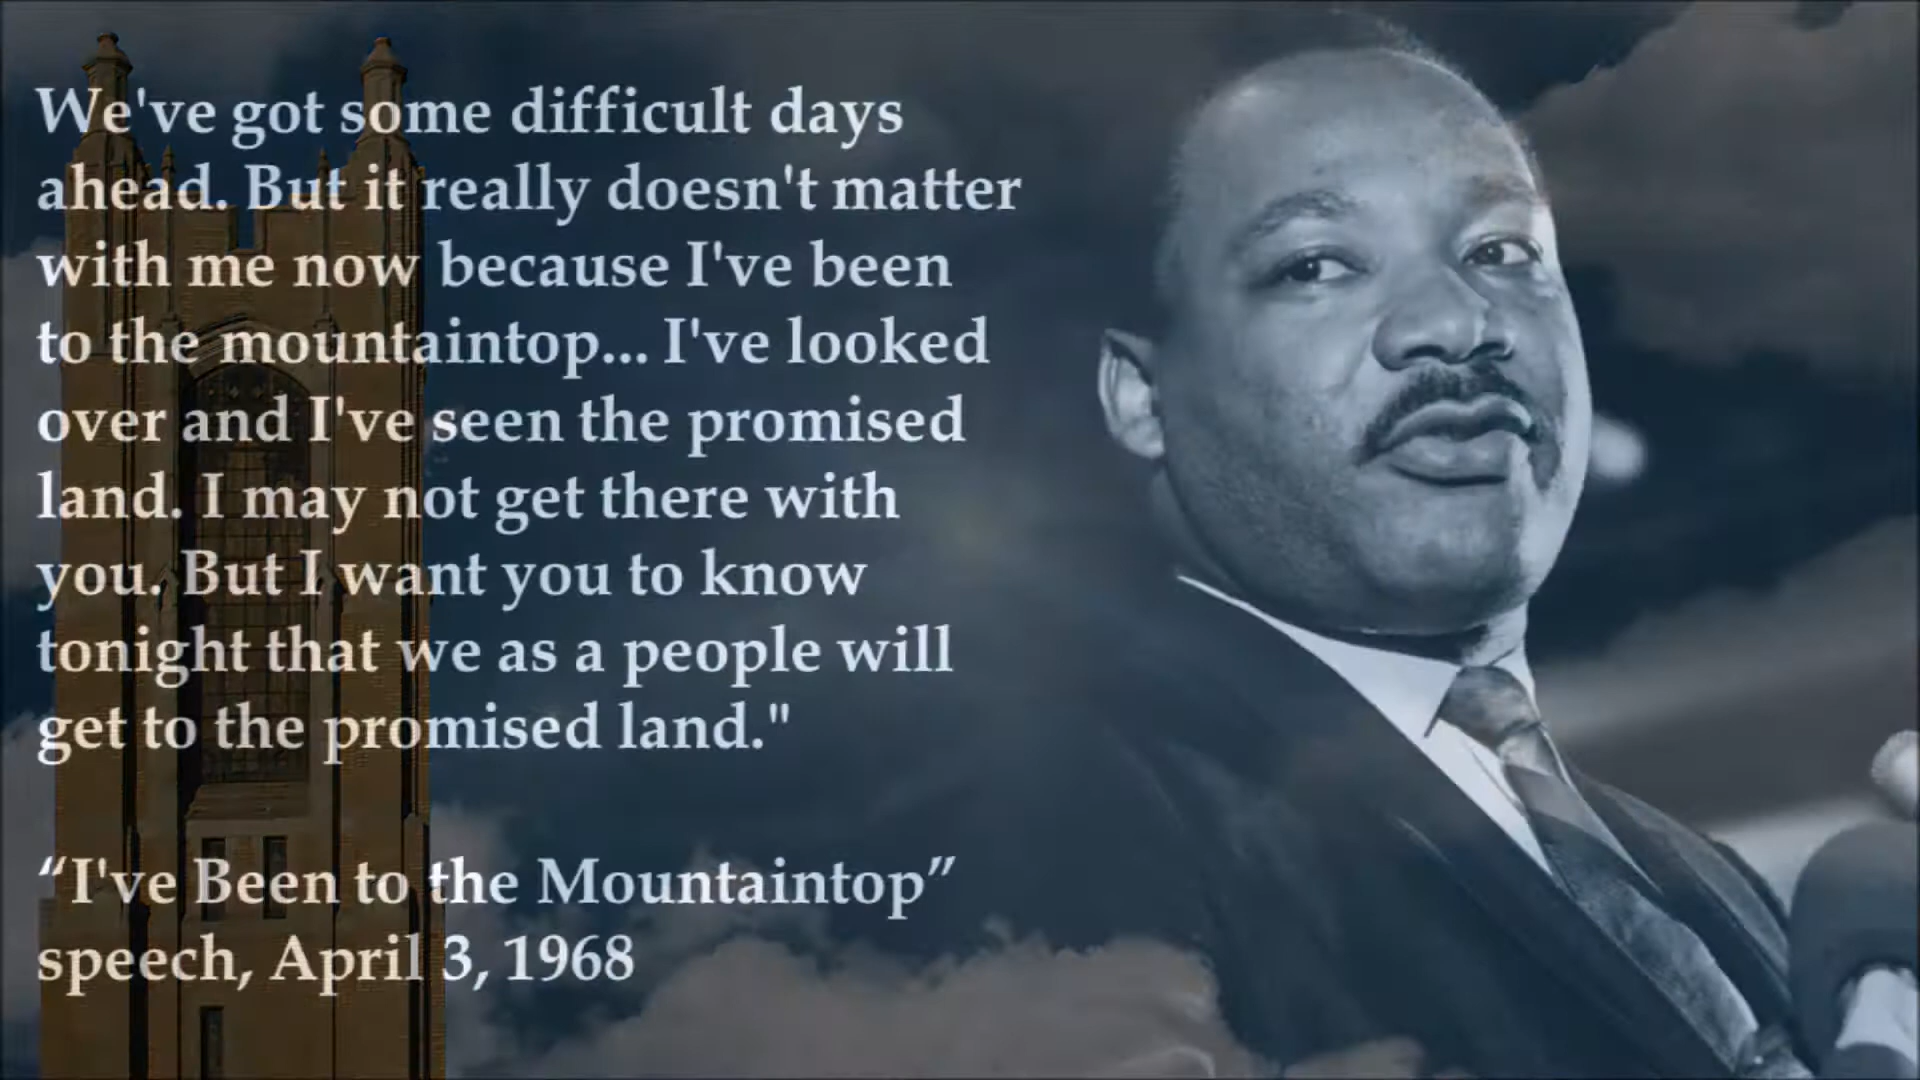 We've got some difficult days
ahead. But it really doesn't matter
with me now because I've been
to the mountaintop... I've looked
over and I've seen the promised
land. I may not get there with
you. But I want you to know
tonight that we as a people will
get to the promised land."
“I've Been to the Mountaintop”
speech, April 3, 1968